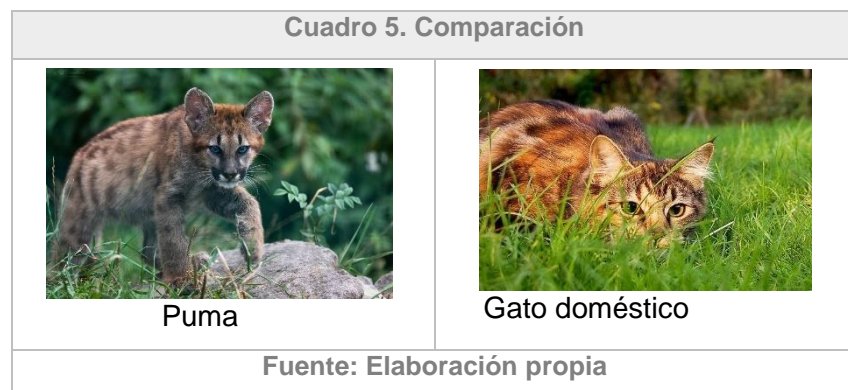 Cuadro 5. Comparación
Puma
Gato doméstico
Fuente: Elaboración propia